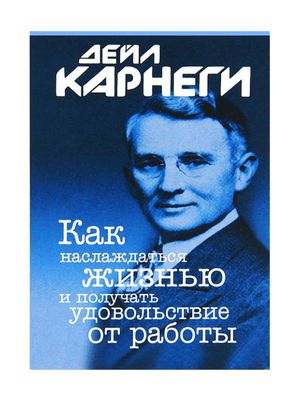 ДЕЙЛ
КАРНЕГИ
Как
наслаждаться
жизнью
и получать
удовольствие
от работы